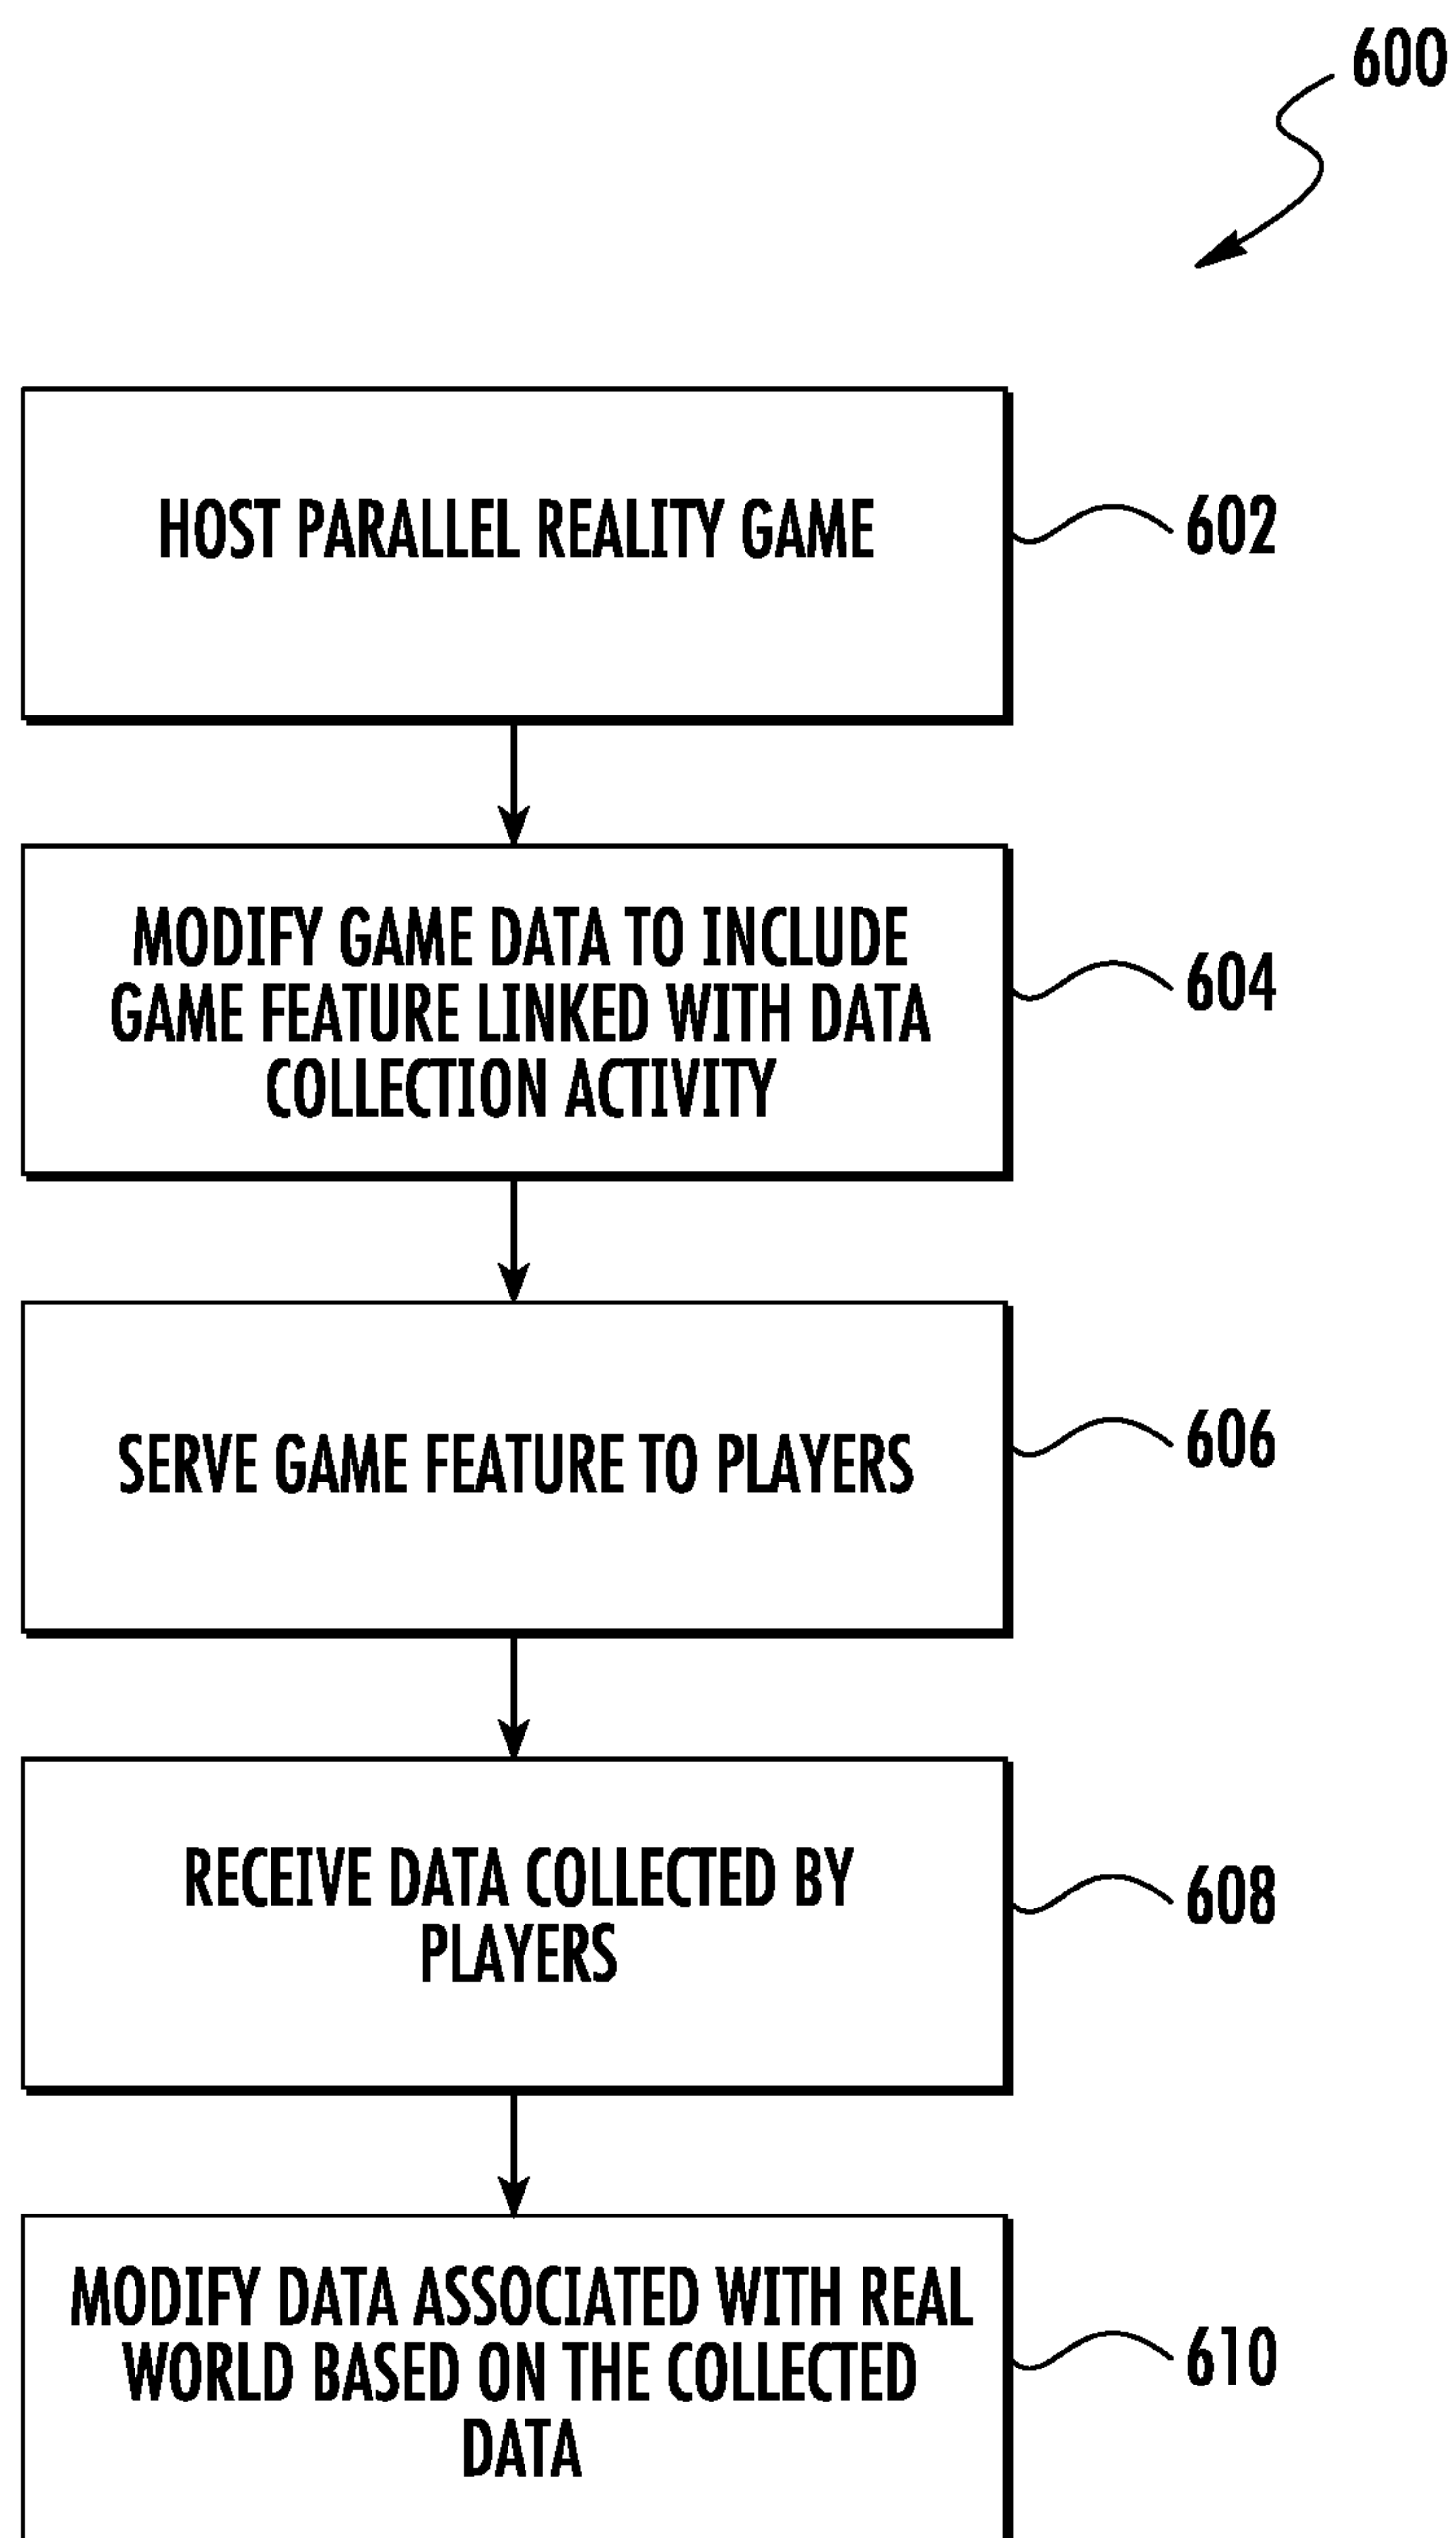 600
HOST PARALLEL REALITY GAME
602
MODIFY GAME DATA TO INCLUDE
GAME FEATURE LINKED WITH DATA
COLLECTION ACTIVITY
604
SERVE GAME FEATURE TO PLAYERS
606
RECEIVE DATA COLLECTED BY
PLAYERS
608
MODIFY DATA ASSOCIATED WITH REAL
WORLD BASED ON THE COLLECTED
DATA
610